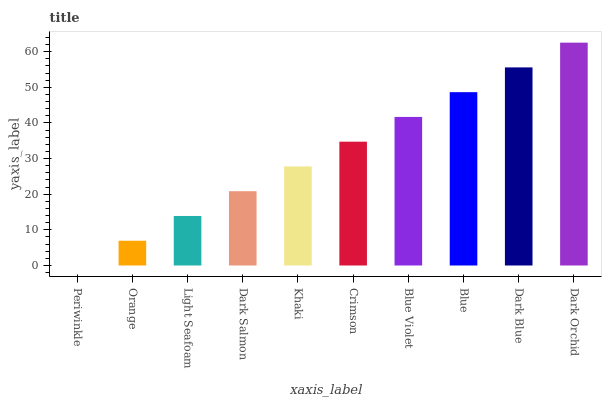 title
yaxis_label
60
50
40
30
20
10
0
Periwinkle
Orange
Light Seafoam
Dark Salmon
Khaki
Crimson
Blue Violet
Blue
Dark Blue
Dark Orchid
xaxis_label